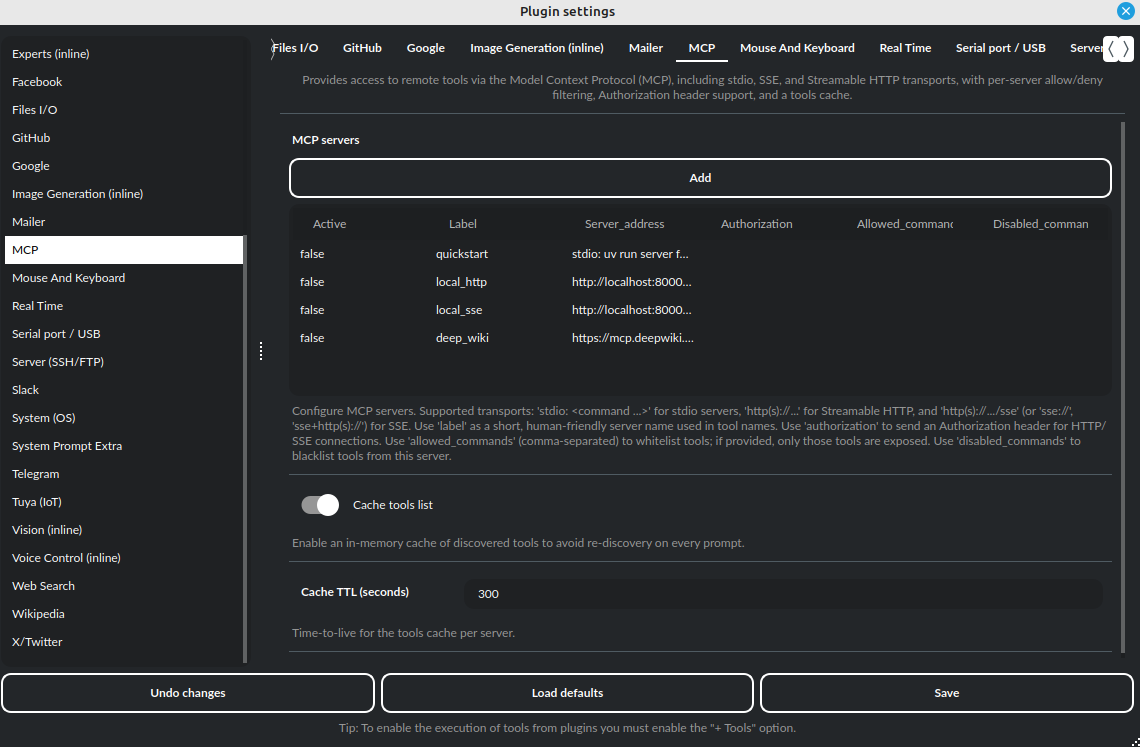 Plugin settings
Experts (inline)
Facebook
Files I/O
GitHub
Google
Image Generation (inline)
Mailer
MCP
Mouse And Keyboard
Real Time
Serial port / USB
Server (SSH/FTP)
Slack
System (OS)
System Prompt Extra
Telegram
Tuya (IoT)
Vision (inline)
Voice Control (inline)
Web Search
Wikipedia
X/Twitter
Files I/O GitHub Google Image Generation (inline) Mailer MCP Mouse And Keyboard Real Time Serial port / USB Server
Provides access to remote tools via the Model Context Protocol (MCP), including stdio, SSE, and Streamable HTTP transports, with per-server allow/deny
filtering, Authorization header support, and a tools cache.
MCP servers
Add
Active Label Server_address Authorization Allowed_command Disabled_comman
false quickstart stdio: uv run server f...
false local_http http://localhost:8000...
false local_sse http://localhost:8000...
false deep_wiki https://mcp.deepwiki....
Configure MCP servers. Supported transports: 'stdio: <command ...>' for stdio servers, 'http(s)://...' for Streamable HTTP, and 'http(s)://.../sse' (or 'sse://',
'sse+http(s)://') for SSE. Use 'label' as a short, human-friendly server name used in tool names. Use 'authorization' to send an Authorization header for HTTP/
SSE connections. Use 'allowed_commands' (comma-separated) to whitelist tools; if provided, only those tools are exposed. Use 'disabled_commands' to
blacklist tools from this server.
Cache tools list
Enable an in-memory cache of discovered tools to avoid re-discovery on every prompt.
Cache TTL (seconds) 300
Time-to-live for the tools cache per server.
Undo changes Load defaults Save
Tip: To enable the execution of tools from plugins you must enable the "+ Tools" option.